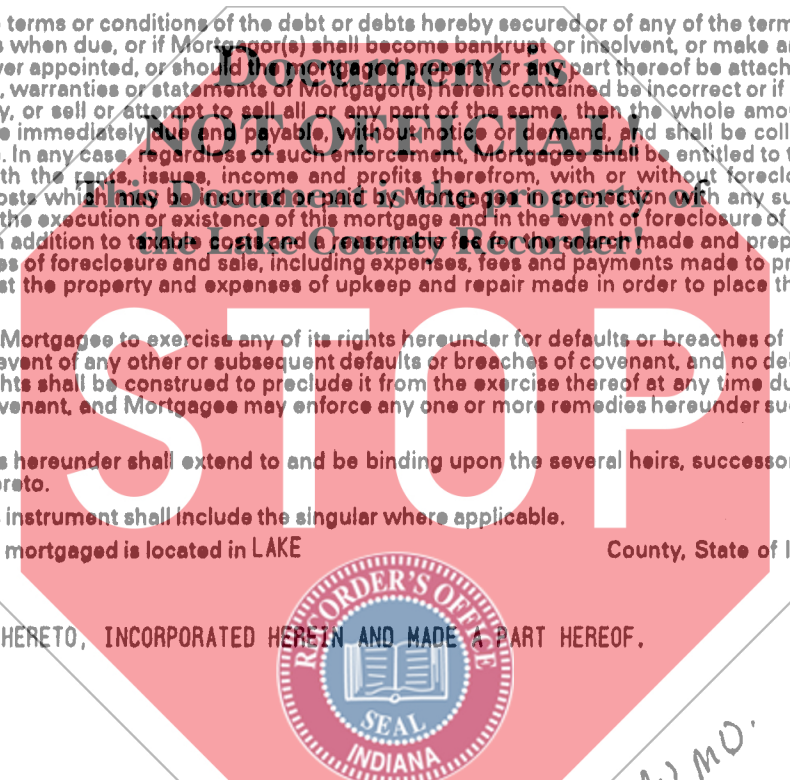 e terms or conditions of the debt or debts hereby secured or of any of the term
s when due, or if Mortgagor(s) shall become bankrupt or insolvent, or make an
ver appointed, or should the mortgaged property or any part thereof be attach
, warranties or statements of Mortgagor(s) herein contained be incorrect or if
y, or sell or attempt to sell all or any part of the same, then the whole amo
e immediately due and payable, without notice or demand, and shall be coll
. In any case, regardless of such enforcement, Mortgagee shall be entitled to t
th the rents, issues, income and profits therefrom, with or without foreclo
osts which may be incurred or paid by Mortgagee in connection with any su
the execution or existence of this mortgage and in the event of foreclosure of
n addition to taxable costs and a reasonable fee for the search made and prep
es of foreclosure and sale, including expenses, fees and payments made to pr
st the property and expenses of upkeep and repair made in order to place th
Mortgagee to exercise any of its rights hereunder for defaults or breaches of
event of any other or subsequent defaults or breaches of covenant, and no del
hts shall be construed to preclude it from the exercise thereof at any time du
venant, and Mortgagee may enforce any one or more remedies hereunder suc
s hereunder shall extend to and be binding upon the several heirs, successo
ereto.
instrument shall include the singular where applicable.
mortgaged is located in LAKE County, State of I
HERETO, INCORPORATED HEREIN AND MADE A PART HEREOF.
Document is
NOT OFFICIAL!
This Document is the property of
the Lake County Recorder!
STOP
RECORDER'S OFFICE
SEAL
INDIANA
MO.